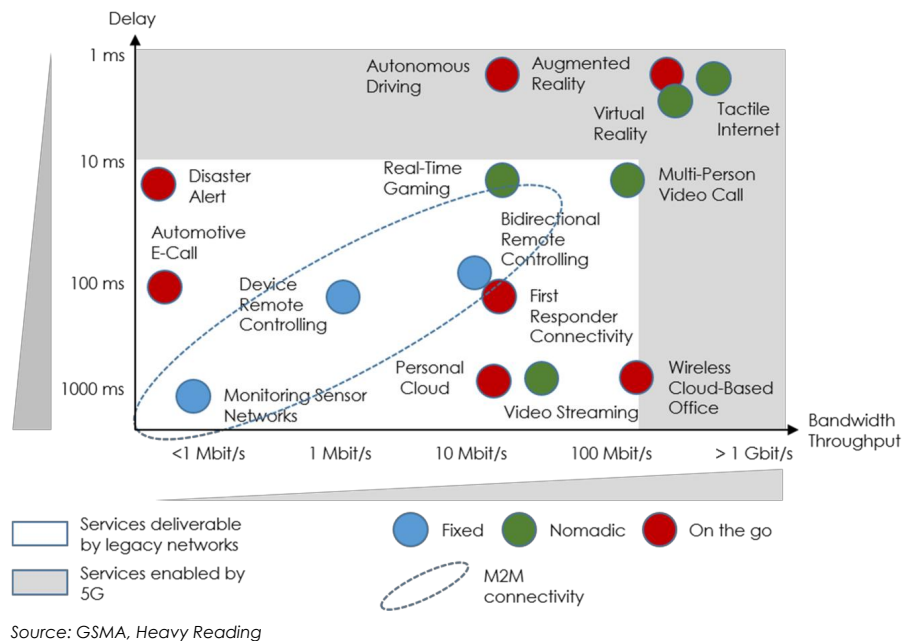 Delay
1 ms
Autonomous
Driving
Augmented
Reality
Virtual
Reality
Tactile
Internet
10 ms
Disaster
Alert
Real-Time
Gaming
Multi-Person
Video Call
Automotive
E-Call
Bidirectional
Remote
Controlling
100 ms
Device
Remote
Controlling
First
Responder
Connectivity
1000 ms
Monitoring Sensor
Networks
Personal
Cloud
Video Streaming
Wireless
Cloud-Based
Office
Bandwidth
Throughput
<1 Mbit/s
1 Mbit/s
10 Mbit/s
100 Mbit/s
> 1 Gbit/s
Services deliverable
by legacy networks
Fixed
Nomadic
On the go
Services enabled by
5G
M2M
connectivity
Source: GSMA, Heavy Reading